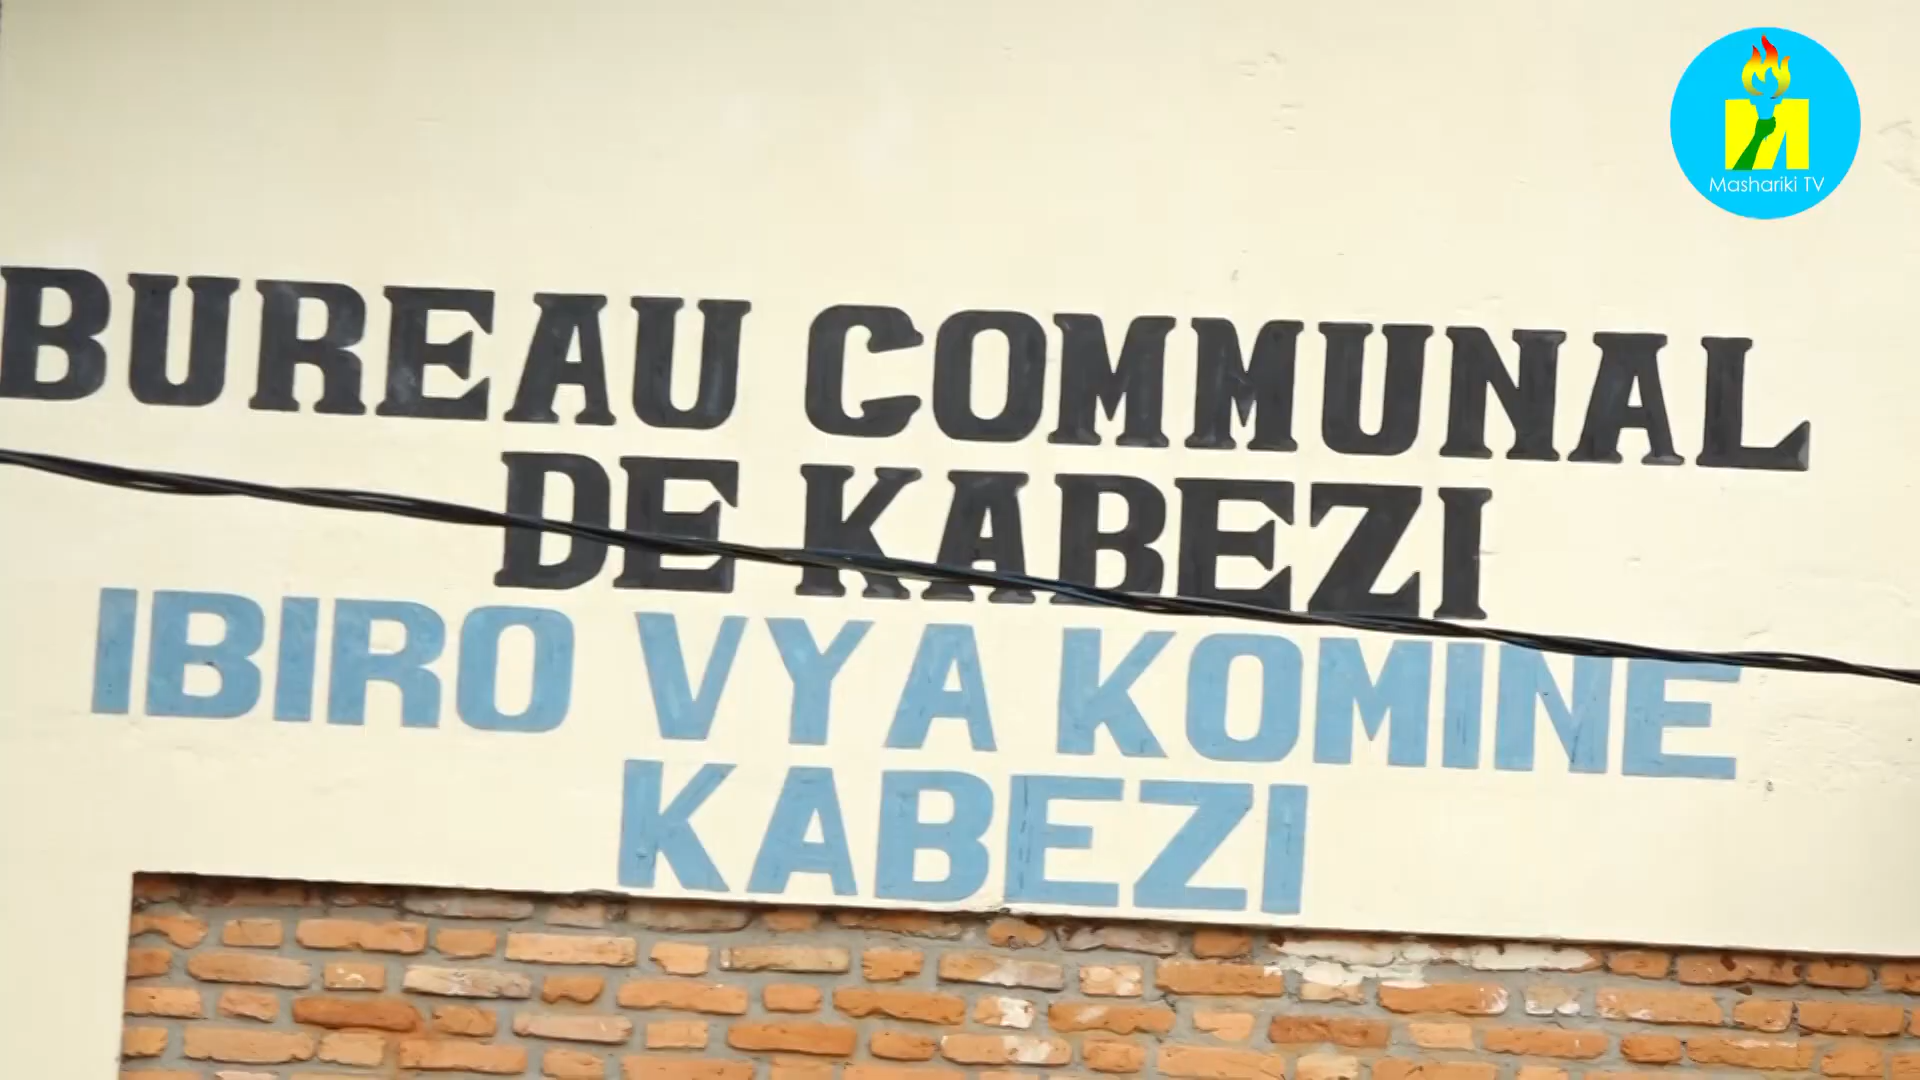 Mashariki TV
BUREAU COMMUNAL
DE KABEZI
IBIRO VYA KOMINE
KABEZI